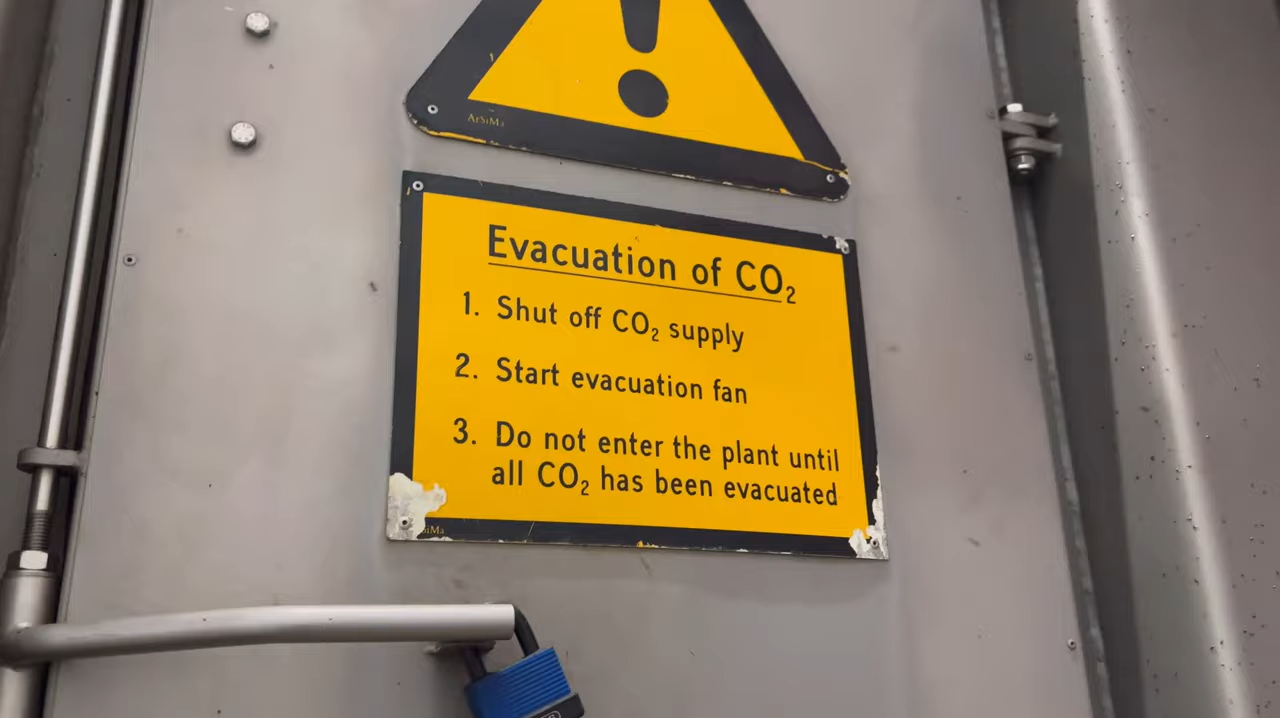 !
ArSiMa
Evacuation of CO₂
1. Shut off CO₂ supply
2. Start evacuation fan
3. Do not enter the plant until
all CO₂ has been evacuated